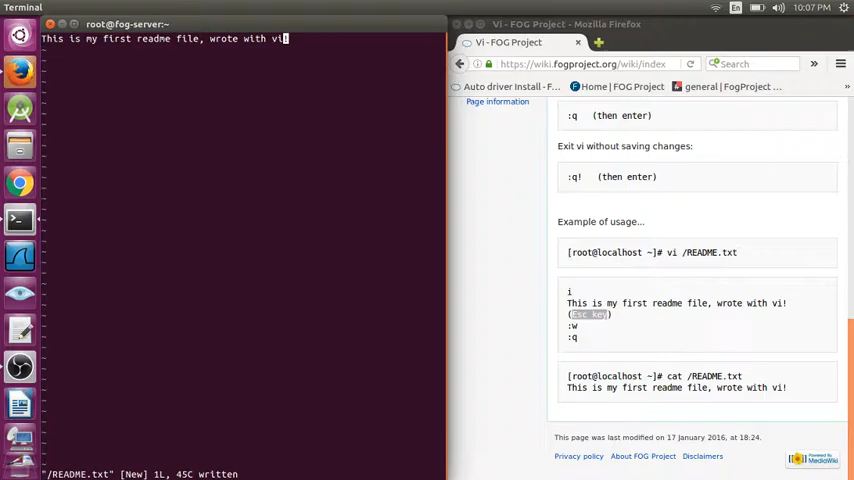 Terminal
En
10:07 PM
root@fog-server:~
This is my first readme file, wrote with vi!
~
"/README.txt" [New] 1L, 45C written
Vi - FOG Project - Mozilla Firefox
Vi - FOG Project
https://wiki.fogproject.org/wiki/index
Search
Auto driver Install - F...
Home | FOG Project
general | FogProject ...
Page information
:q (then enter)
Exit vi without saving changes:
:q! (then enter)
Example of usage...
[root@localhost ~]# vi /README.txt
i
This is my first readme file, wrote with vi!
(Esc key)
:w
:q
[root@localhost ~]# cat /README.txt
This is my first readme file, wrote with vi!
This page was last modified on 17 January 2016, at 18:24.
Privacy policy About FOG Project Disclaimers
Powered By
MediaWiki